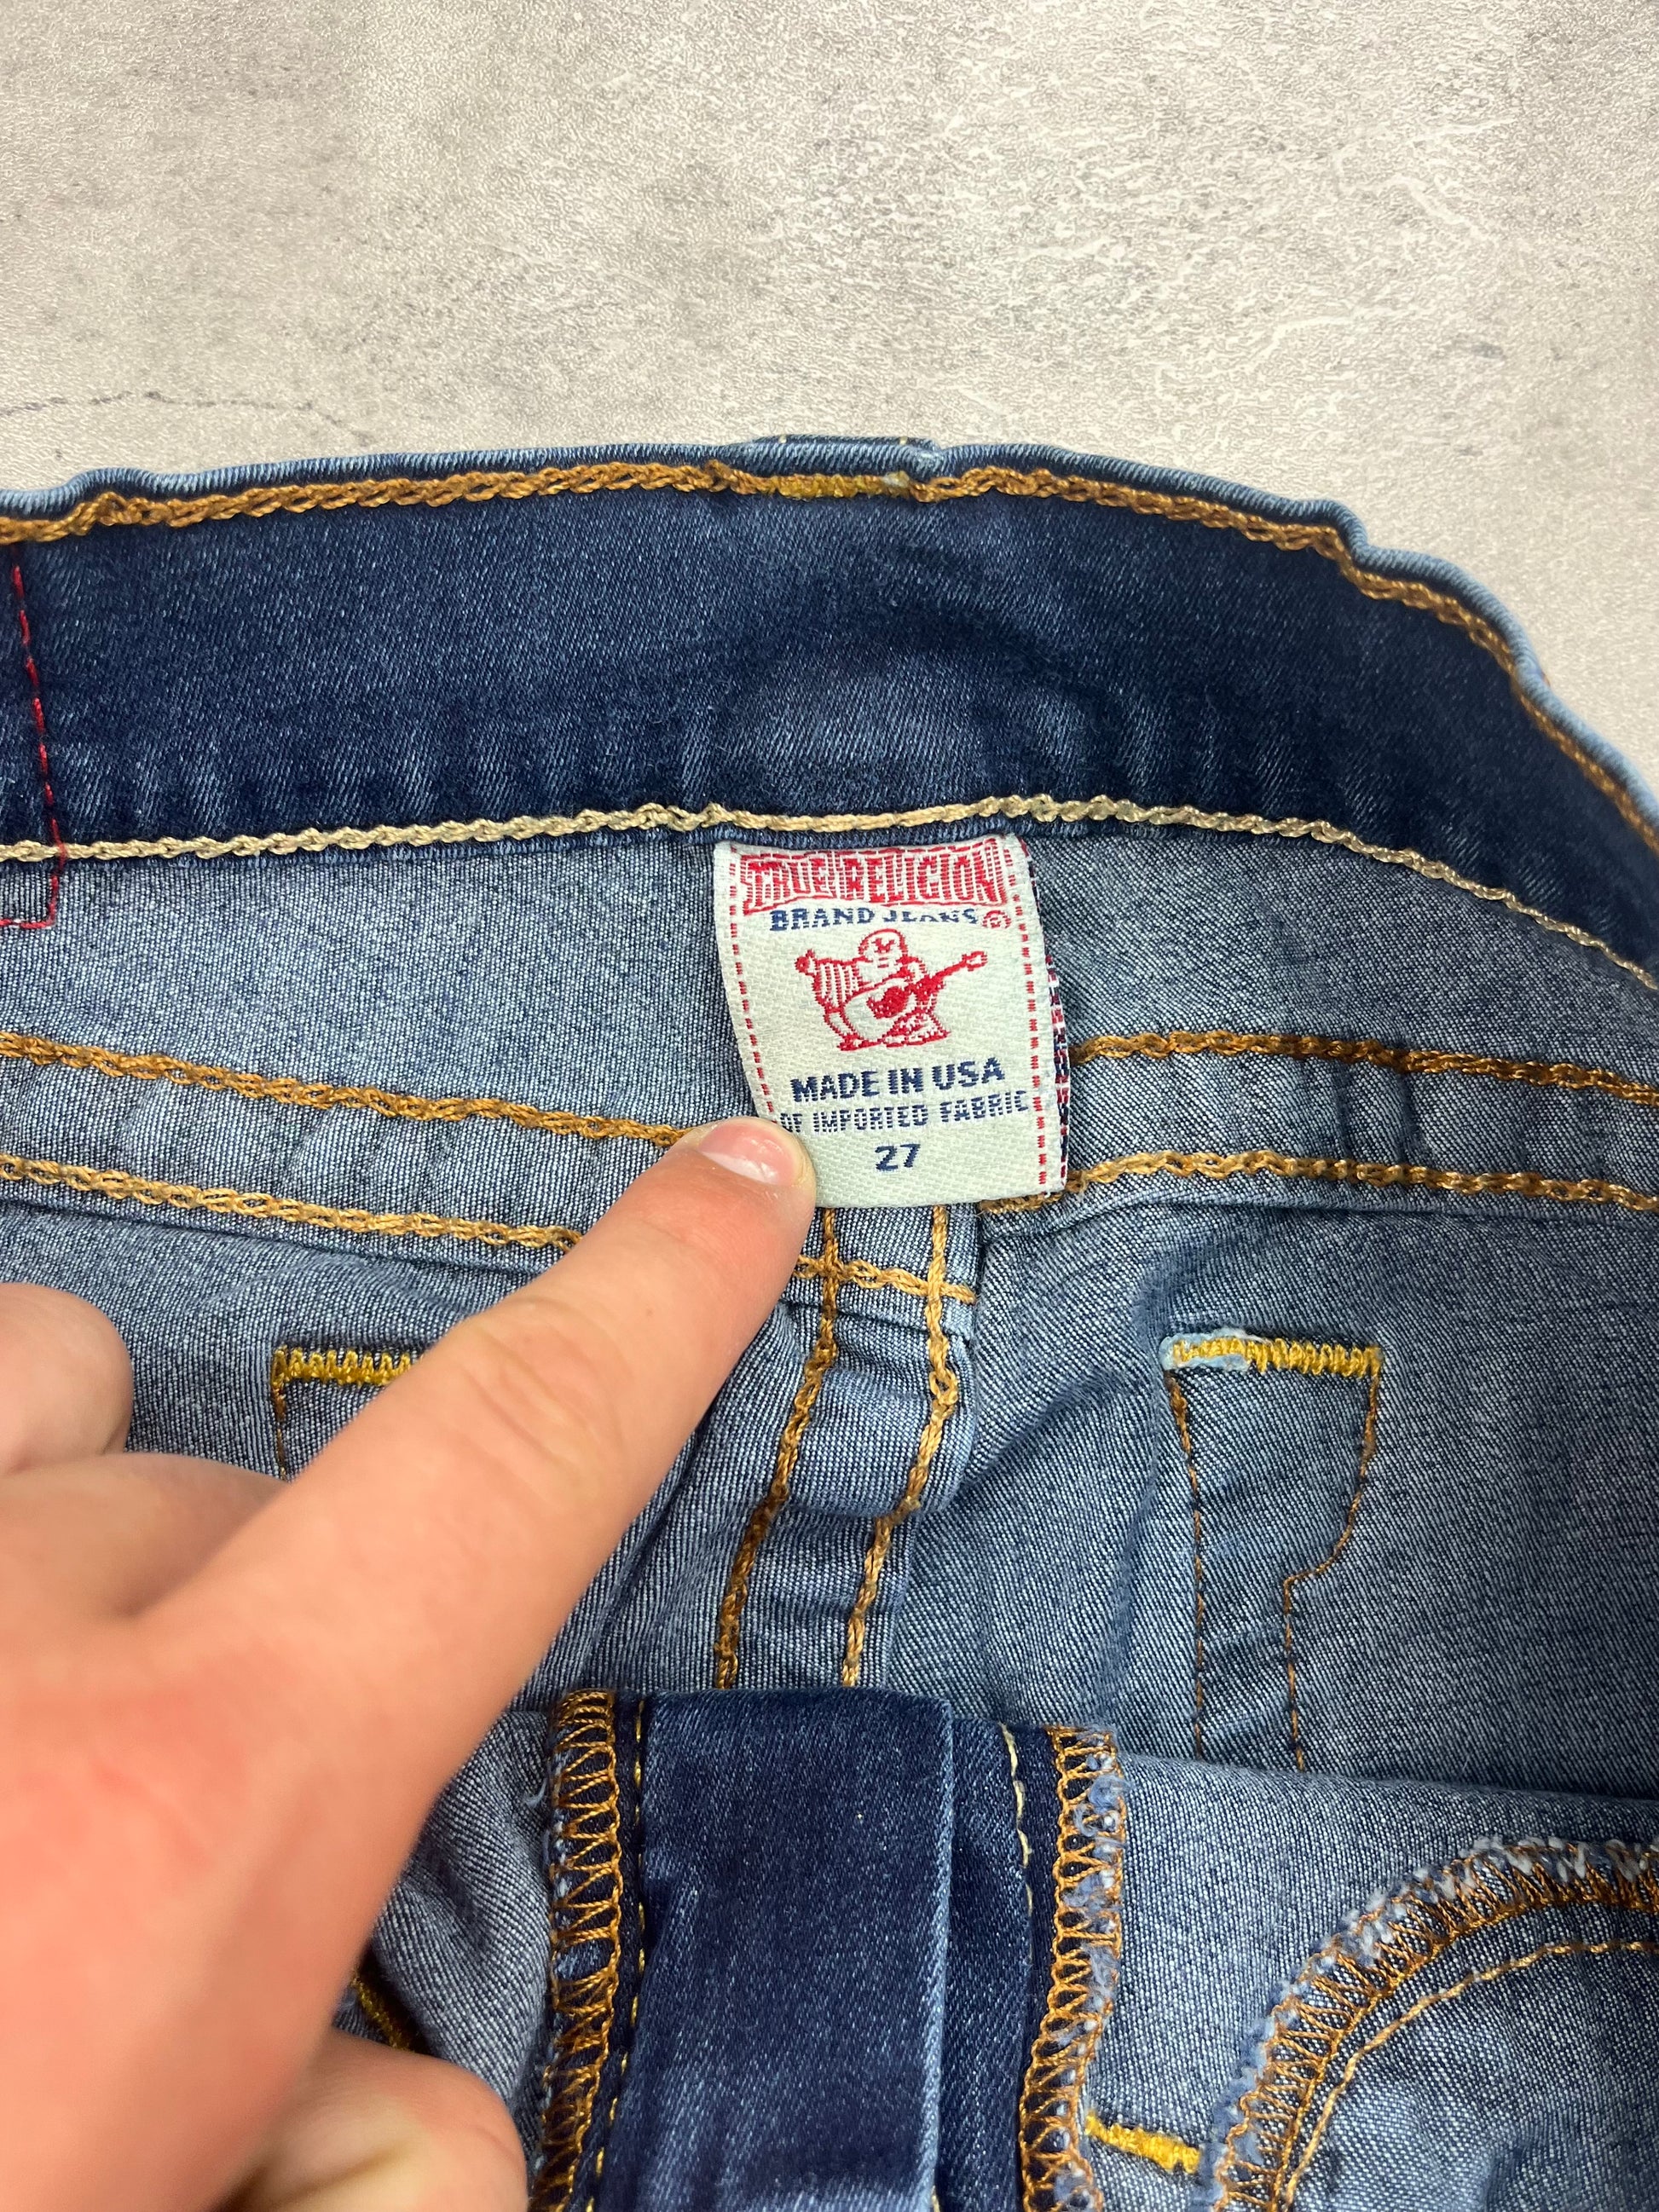 TRUE RELIGION
BRAND JEANS ®
MADE IN USA
OF IMPORTED FABRIC
27